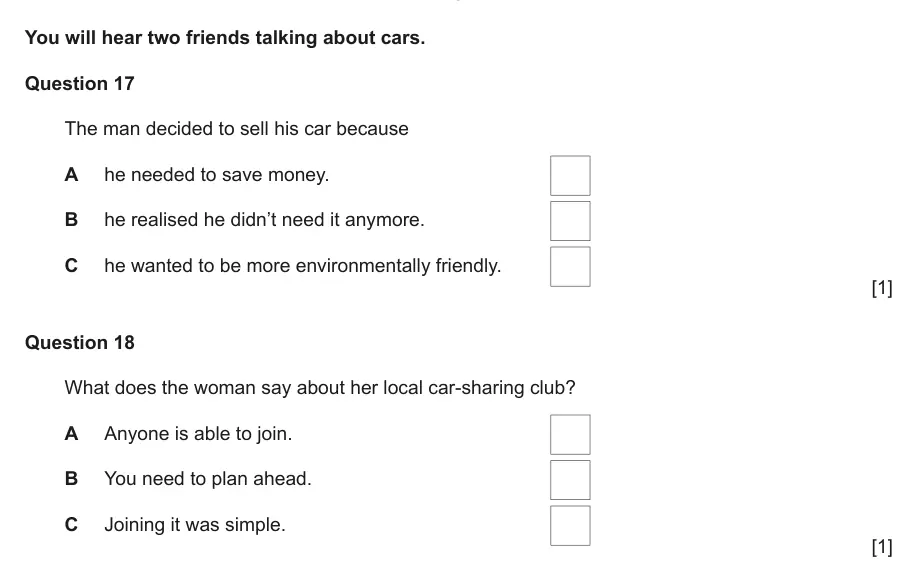 You will hear two friends talking about cars.
Question 17
The man decided to sell his car because
A he needed to save money.
B he realised he didn’t need it anymore.
C he wanted to be more environmentally friendly.
[1]
Question 18
What does the woman say about her local car-sharing club?
A Anyone is able to join.
B You need to plan ahead.
C Joining it was simple.
[1]